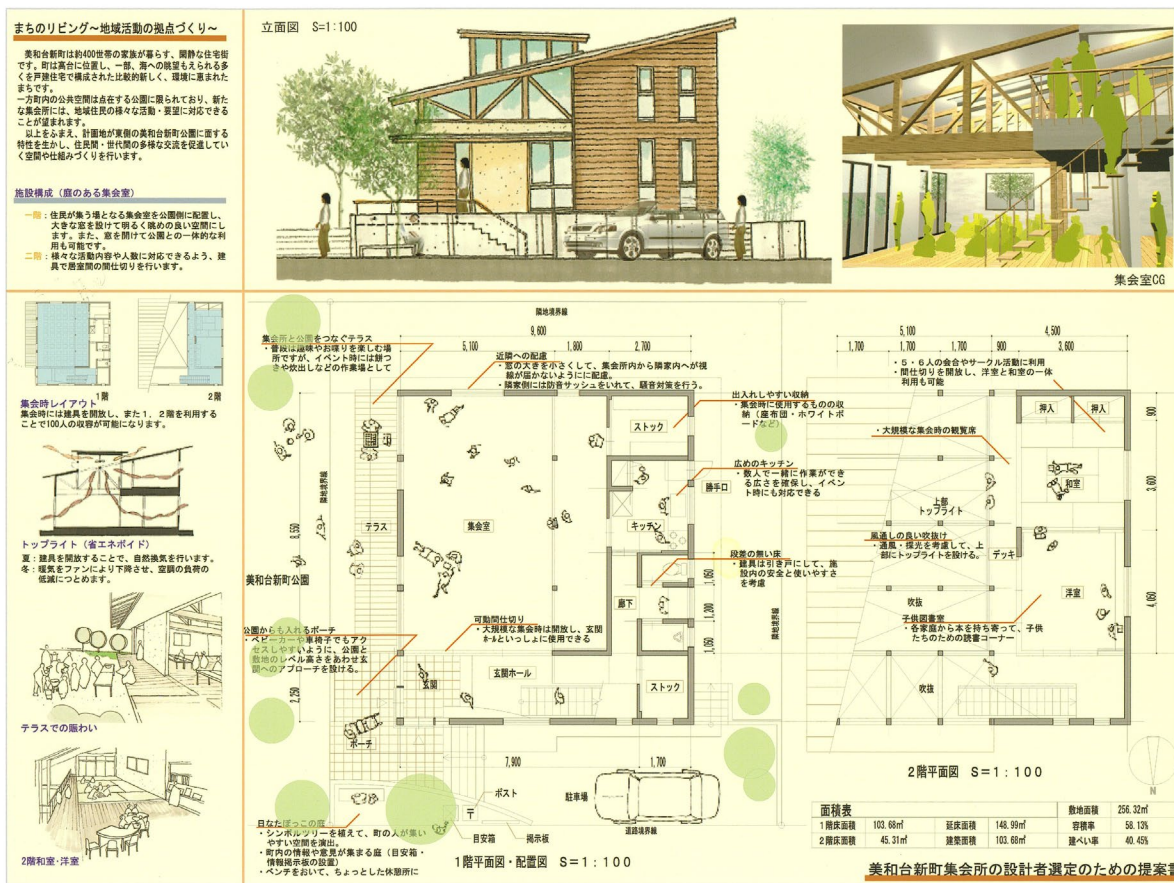 まちのリビング～地域活動の拠点づくり～
美和台新町は約400世帯の家族が暮らす、閑静な住宅街
です。町は高台に位置し、一部、海への眺望もえられる多
くを戸建住宅で構成された比較的新しく、環境に恵まれた
まちです。
一方町内の公共空間は点在する公園に限られており、新た
な集会所には、地域住民の様々な活動・要望に対応できる
ことが望まれます。
以上をふまえ、計画地が東側の美和台新町公園に面する
特性を生かし、住民間・世代間の多様な交流を促進してい
く空間や仕組みづくりを行います。
施設構成（庭のある集会室）
一階：住民が集う場となる集会室を公園側に配置し、
大きな窓を設けて明るく眺めの良い空間にし
ます。また、窓を開けて公園との一体的な利
用も可能です。
二階：様々な活動内容や人数に対応できるよう、建
具で居室間の間仕切りを行います。
立面図 S=1:100
集会室CG
1階
2階
集会時レイアウト
集会時には建具を開放し、また１，２階を利用する
ことで100人の収容が可能になります。
トップライト（省エネボイド）
夏：建具を開放することで、自然換気を行います。
冬：暖気をファンにより下降させ、空調の負荷の
低減につとめます。
テラスでの賑わい
2階和室・洋室
隣地境界線
9,600
5,100
1,800
2,700
集会所と公園をつなぐテラス
・普段は趣味やお喋りを楽しむ場
所ですが、イベント時には餅つ
きや炊出しなどの作業場として
近隣への配慮
・窓の大きを小さくして、集会所内から隣家内へが視
線が届かないようにに配慮。
・隣家側には防音サッシュをいれて、騒音対策を行う。
出入れしやすい収納
・集会時に使用するものの収
納（座布団・ホワイトボ
ードなど）
ストック
広めのキッチン
・数人で一緒に作業ができ
る広さを確保し、イベン
ト時にも対応できる
勝手口
隣地境界線
テラス
集会室
キッチン
8,550
美和台新町公園
段差の無い床
・建具は引き戸にして、施
設内の安全と使いやすさ
を考慮
廊下
1,050
1,200
1,050
隣地境界線
可動間仕切り
・大規模な集会時は開放し、玄関
ホールといっしょに使用できる
公園からも入れるポーチ
・ベビーカーや車椅子でもアク
セスしやすいように、公園と
敷地のレベル高さをあわせ玄
関へのアプローチを設ける。
2,250
玄関
玄関ホール
ストック
ポーチ
7,900
1,700
ポスト
〒
駐車場
目安箱
掲示板
道路境界線
日なたぼっこの庭
・シンボルツリーを植えて、町の人が集い
やすい空間を演出。
・町内の情報や意見が集まる庭（目安箱・
情報掲示板の設置）
・ベンチをおいて、ちょっとした休憩所に
1階平面図・配置図 S=1:100
5,100
4,500
1,700
1,700
1,700
900
3,600
・５・６人の会合やサークル活動に利用
・間仕切りを開放し、洋室と和室の一体
利用も可能
押入
押入
900
・大規模な集会時の観覧席
和室
3,600
上部
トップライト
風通しの良い吹抜け
・通風・採光を考慮して、上
部にトップライトを設ける。
デッキ
洋室
4,050
吹抜
子供図書室
・各家庭から本を持ち寄って、子供
たちのための読書コーナー
吹抜
2階平面図 S=1:100
N
面積表
敷地面積 256.32㎡
1階床面積 103.68㎡ 延床面積 148.99㎡ 容積率 58.13%
2階床面積 45.31㎡ 建築面積 103.68㎡ 建ぺい率 40.45%
美和台新町集会所の設計者選定のための提案